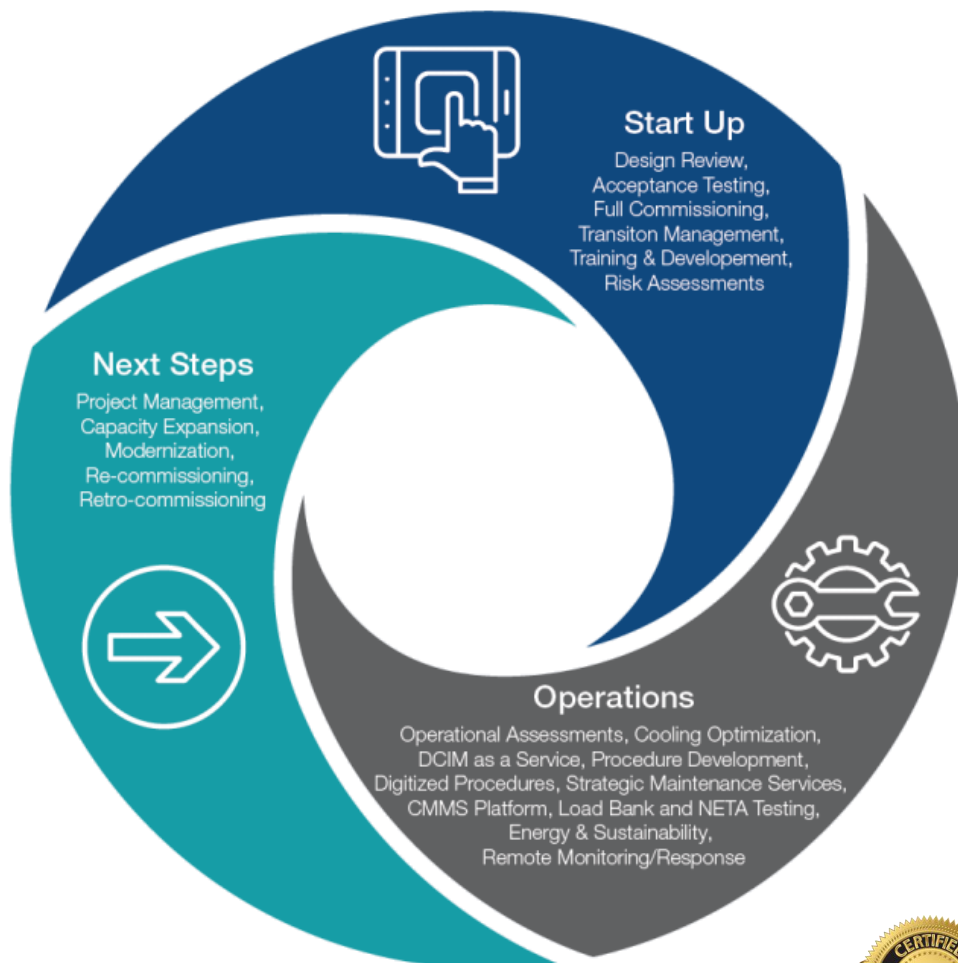 Start Up
Design Review,
Acceptance Testing,
Full Commissioning,
Transiton Management,
Training & Developement,
Risk Assessments
Next Steps
Project Management,
Capacity Expansion,
Modernization,
Re-commissioning,
Retro-commissioning
Operations
Operational Assessments, Cooling Optimization,
DCIM as a Service, Procedure Development,
Digitized Procedures, Strategic Maintenance Services,
CMMS Platform, Load Bank and NETA Testing,
Energy & Sustainability,
Remote Monitoring/Response
CERTIFIE